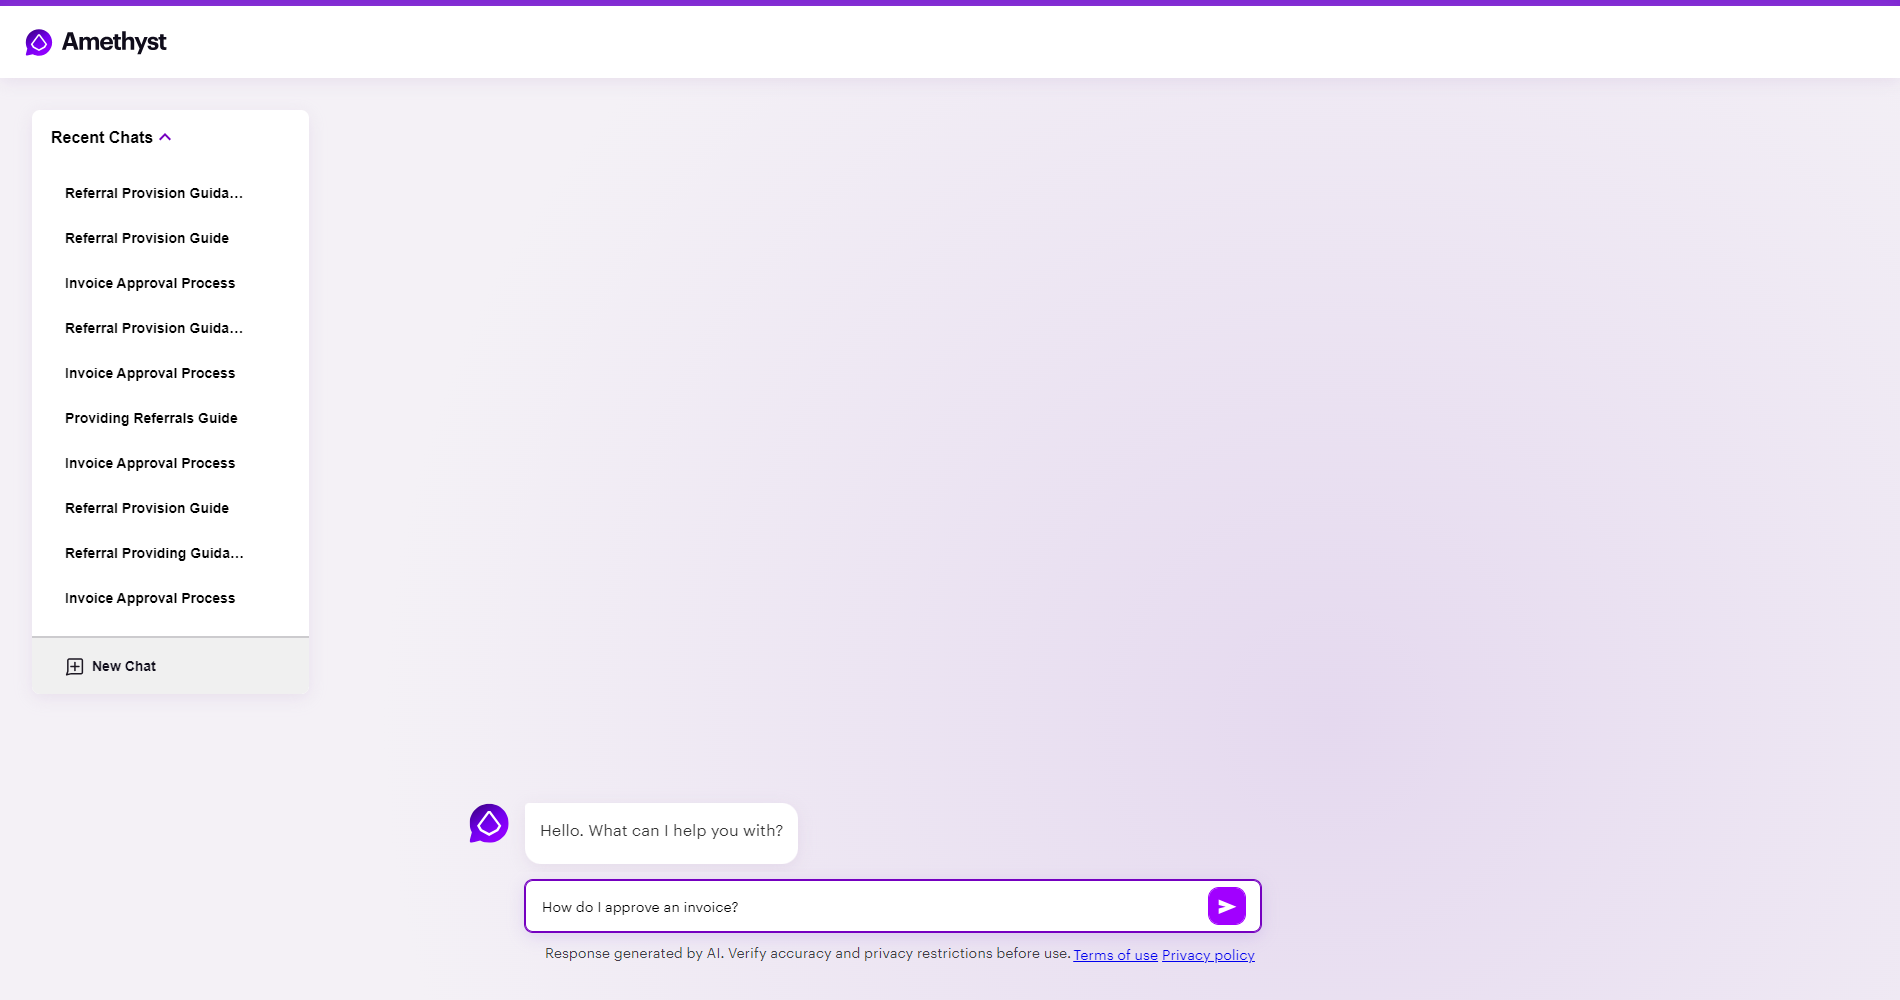 Amethyst
Recent Chats
Referral Provision Guida...
Referral Provision Guide
Invoice Approval Process
Referral Provision Guida...
Invoice Approval Process
Providing Referrals Guide
Invoice Approval Process
Referral Provision Guide
Referral Providing Guida...
Invoice Approval Process
New Chat
Hello. What can I help you with?
How do I approve an invoice?
Response generated by AI. Verify accuracy and privacy restrictions before use. Terms of use Privacy policy